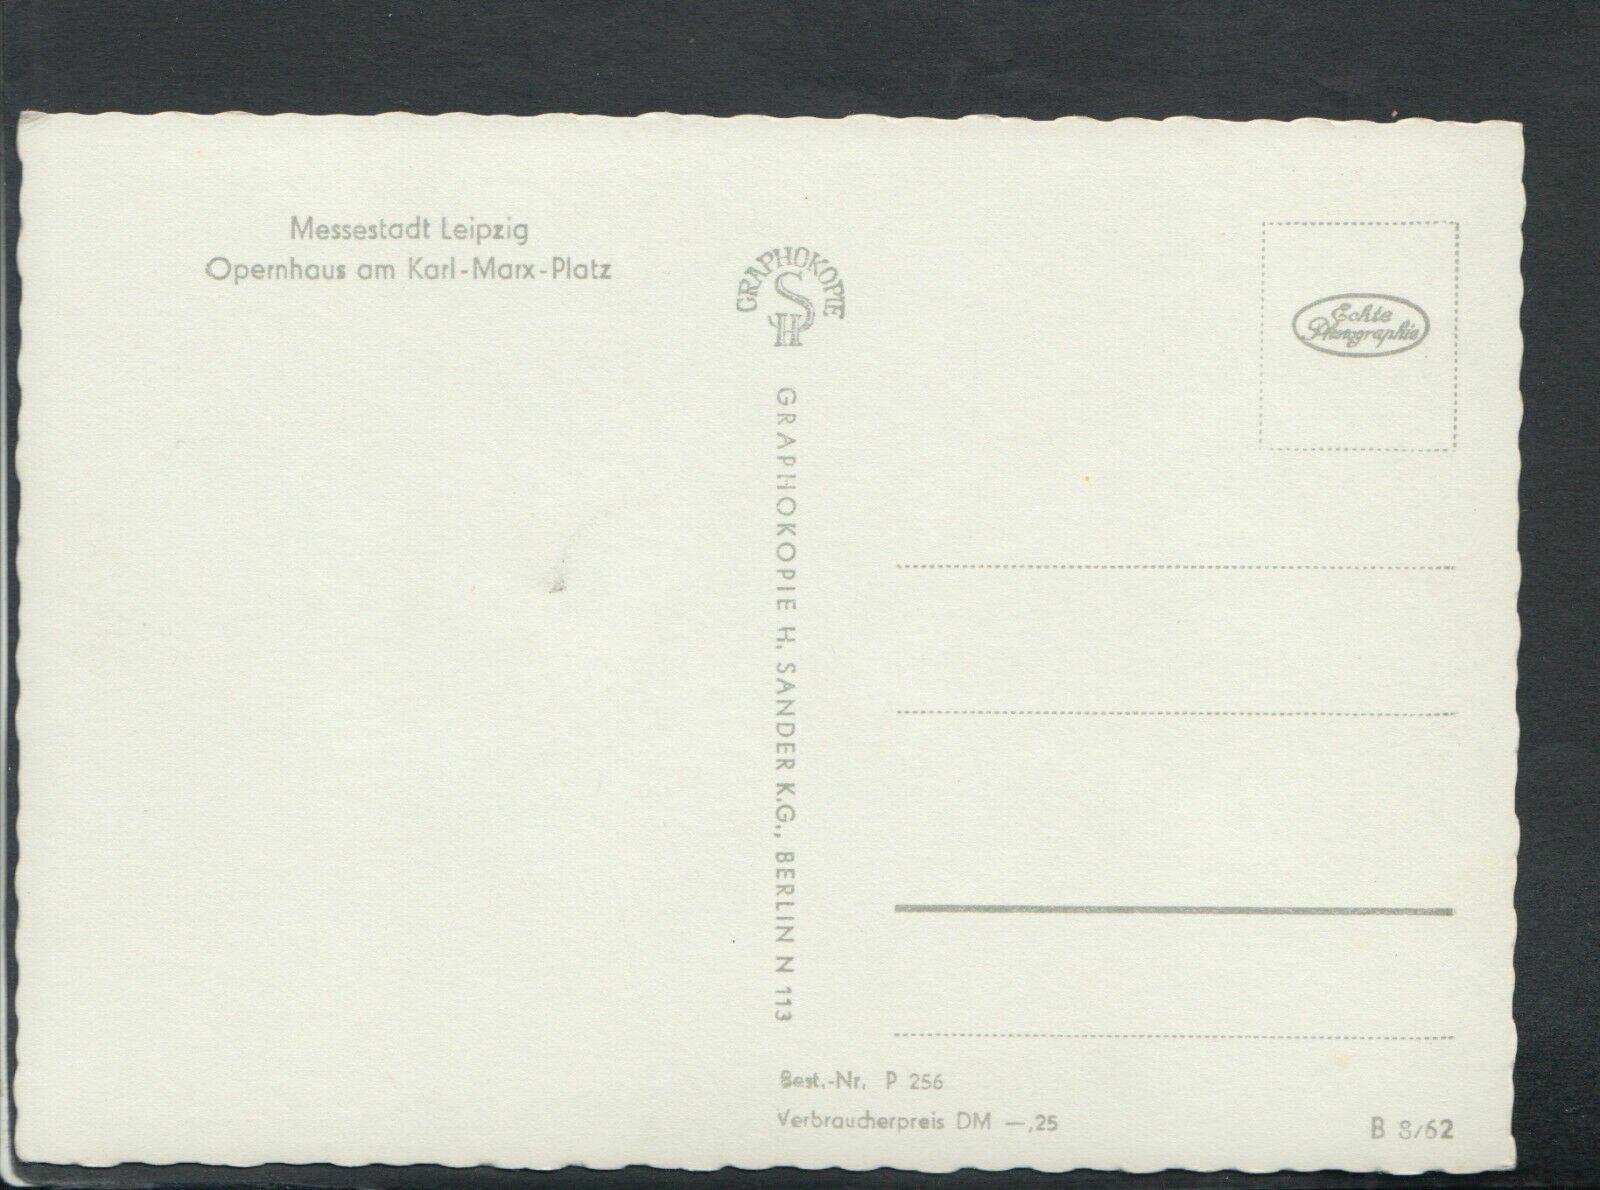 Messestadt Leipzig
Opernhaus am Karl-Marx-Platz
GRAPHOKOPIE
SH
GRAPHOKOPIE H. SANDER K.G., BERLIN N 113
Echte
Photographie
Best.-Nr. P 256
Verbraucherpreis DM —,25
B 8/62